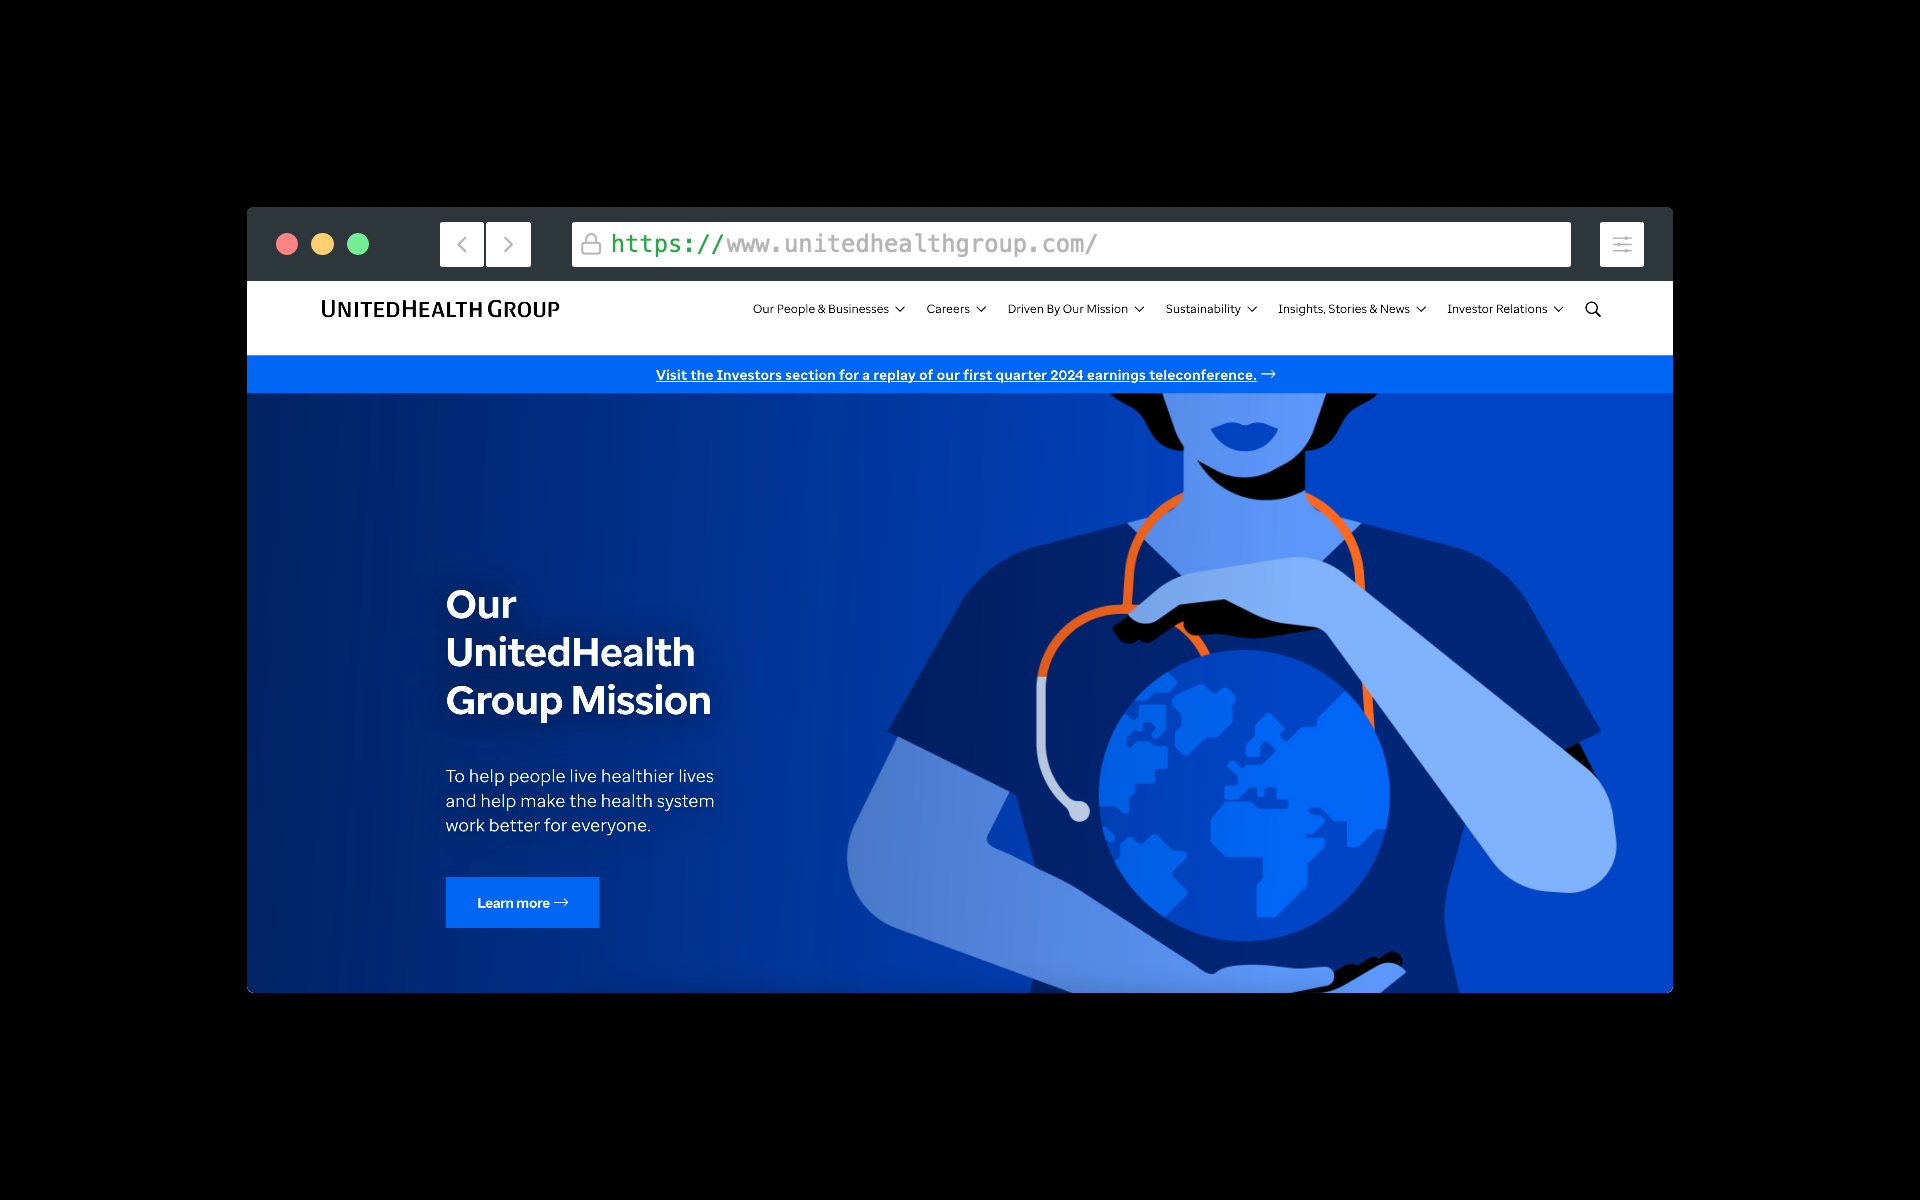 https://www.unitedhealthgroup.com/
UNITEDHEALTH GROUP
Our People & Businesses Careers Driven By Our Mission Sustainability Insights, Stories & News Investor Relations
Visit the Investors section for a replay of our first quarter 2024 earnings teleconference. →
Our
UnitedHealth
Group Mission
To help people live healthier lives
and help make the health system
work better for everyone.
Learn more →